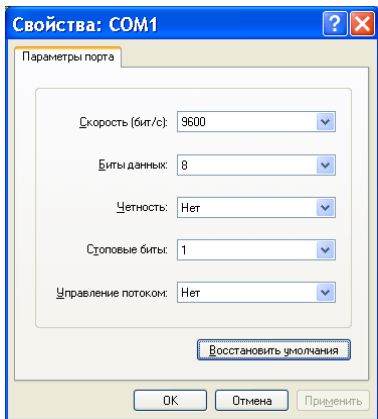 Свойства: COM1
Параметры порта
Скорость (бит/с): 9600
Биты данных: 8
Четность: Нет
Стоповые биты: 1
Управление потоком: Нет
Восстановить умолчания
OK Отмена Применить